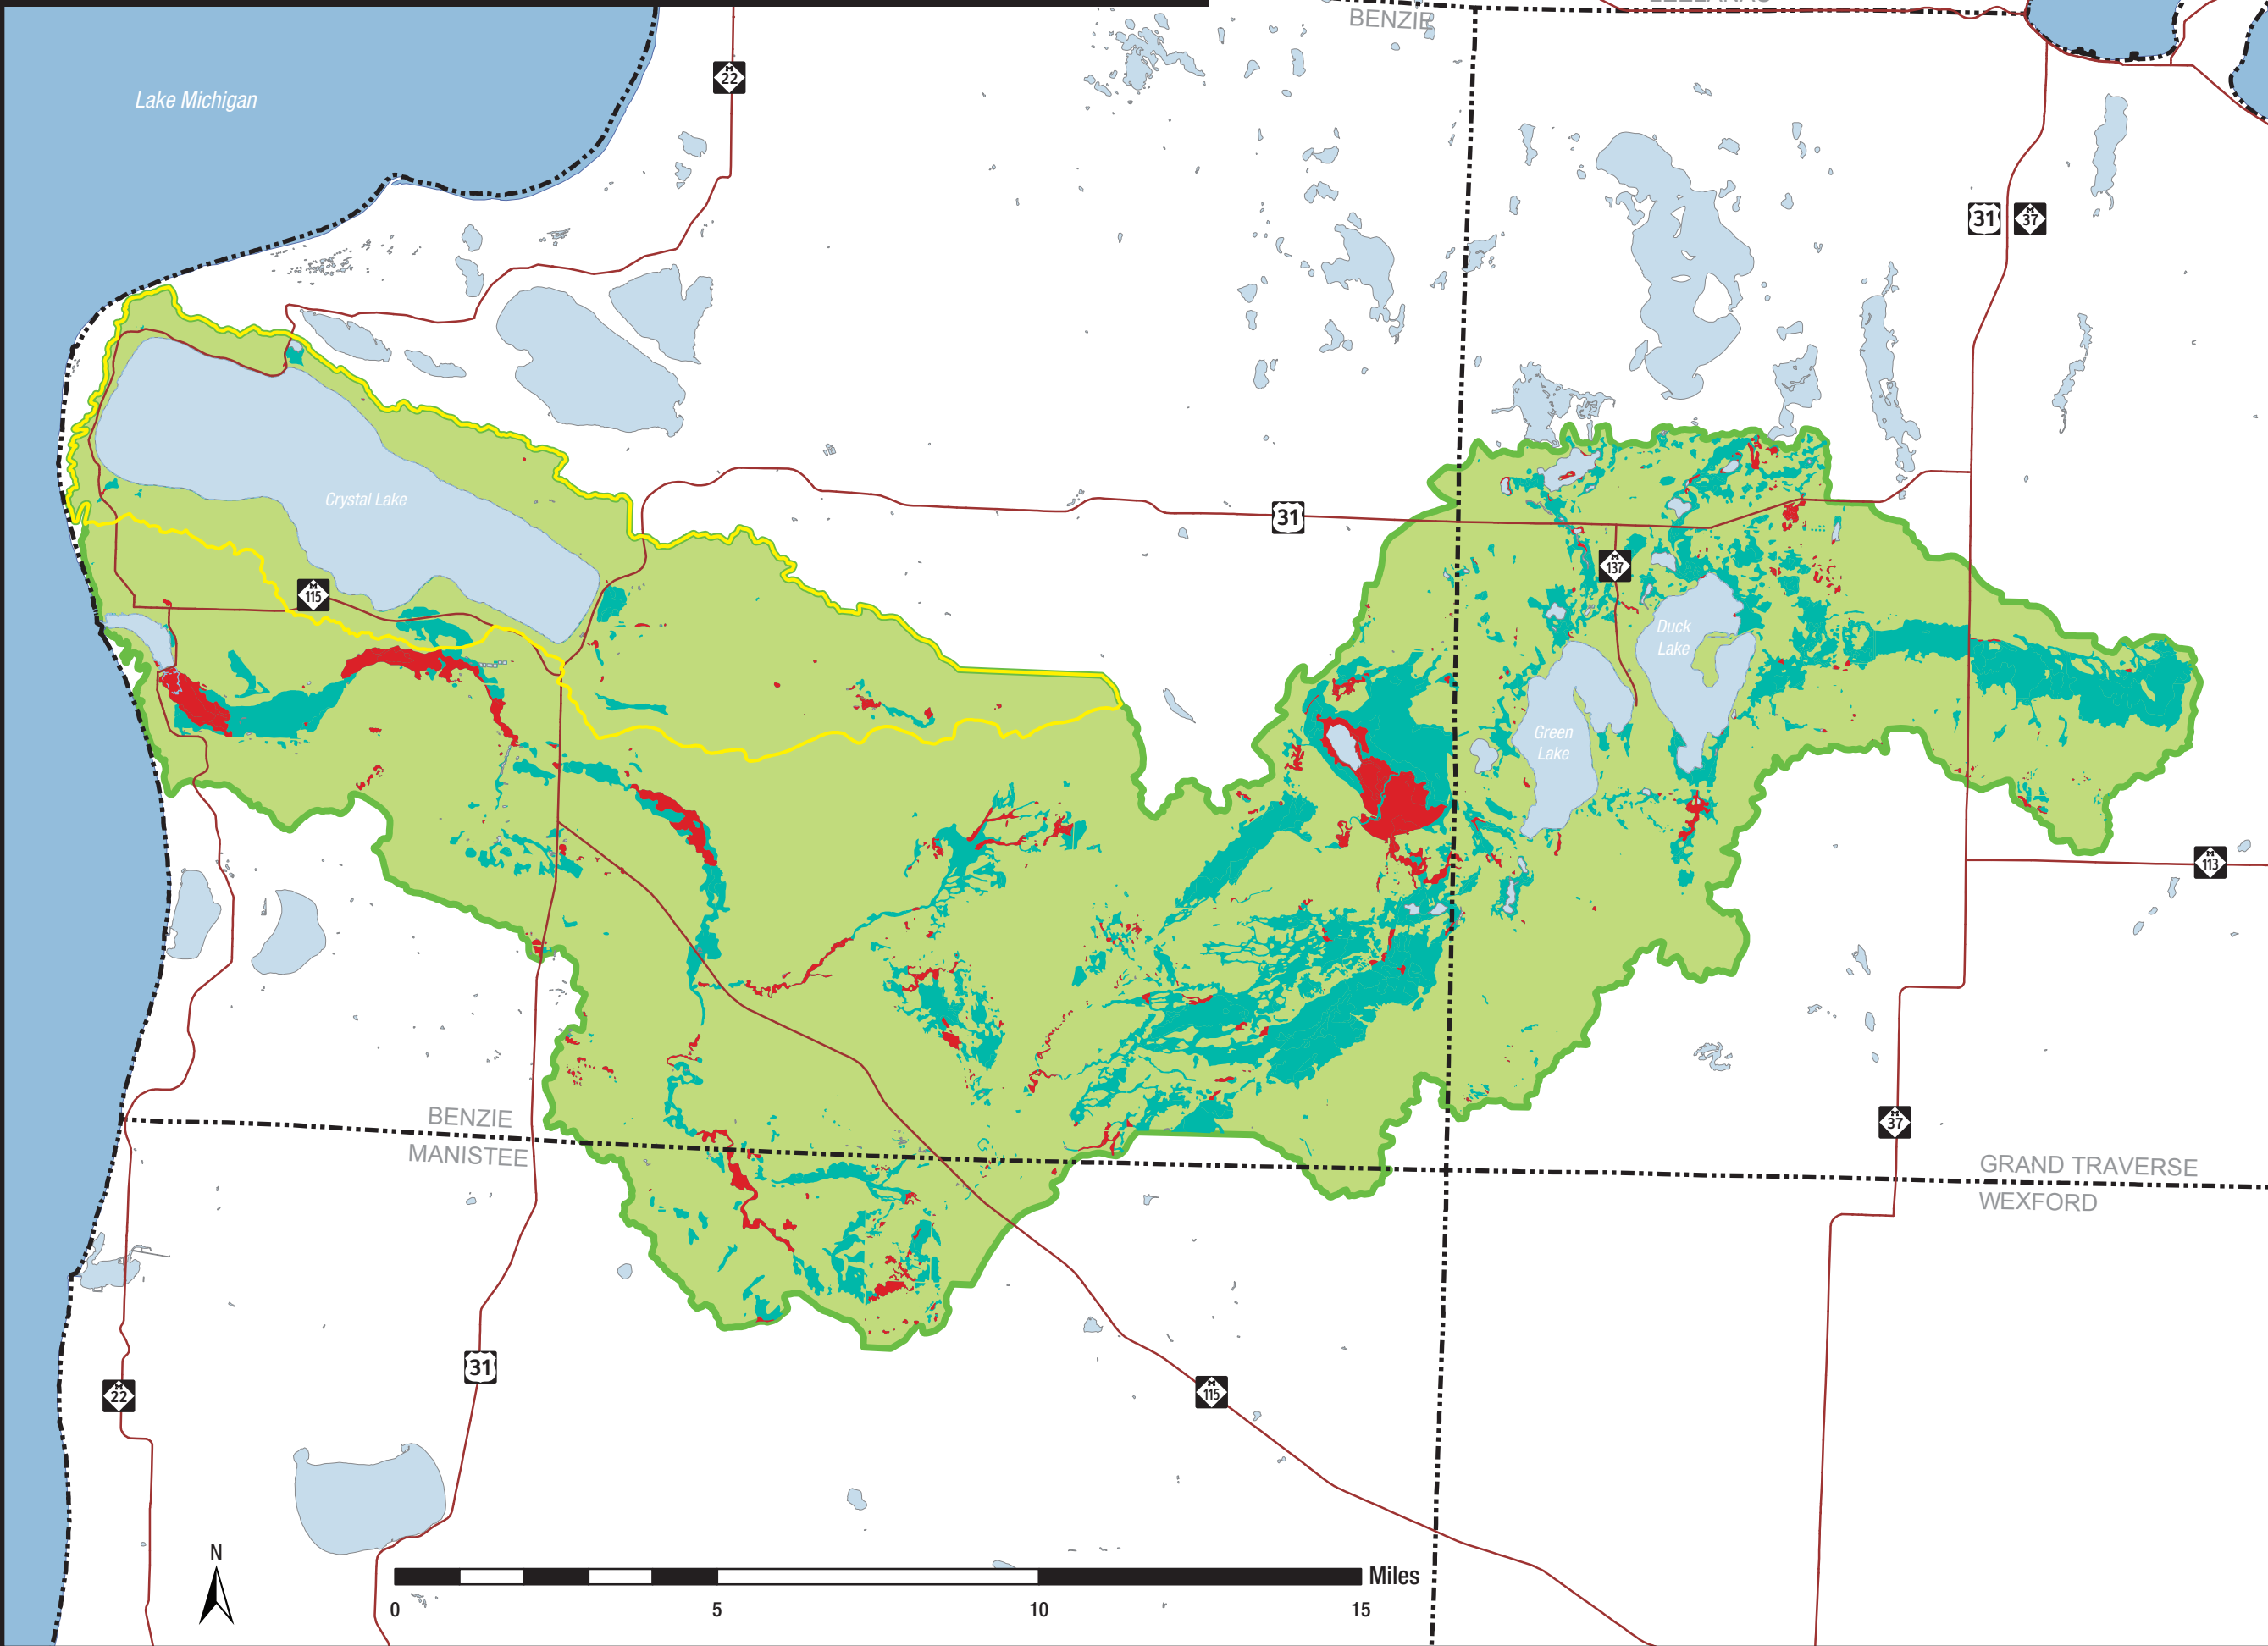 BENZIE
Lake Michigan
M
22
31
M
37
Crystal Lake
31
M
137
M
115
Duck
Lake
Green
Lake
M
113
BENZIE
MANISTEE
M
37
GRAND TRAVERSE
WEXFORD
31
M
22
M
115
N
Miles
0 5 10 15